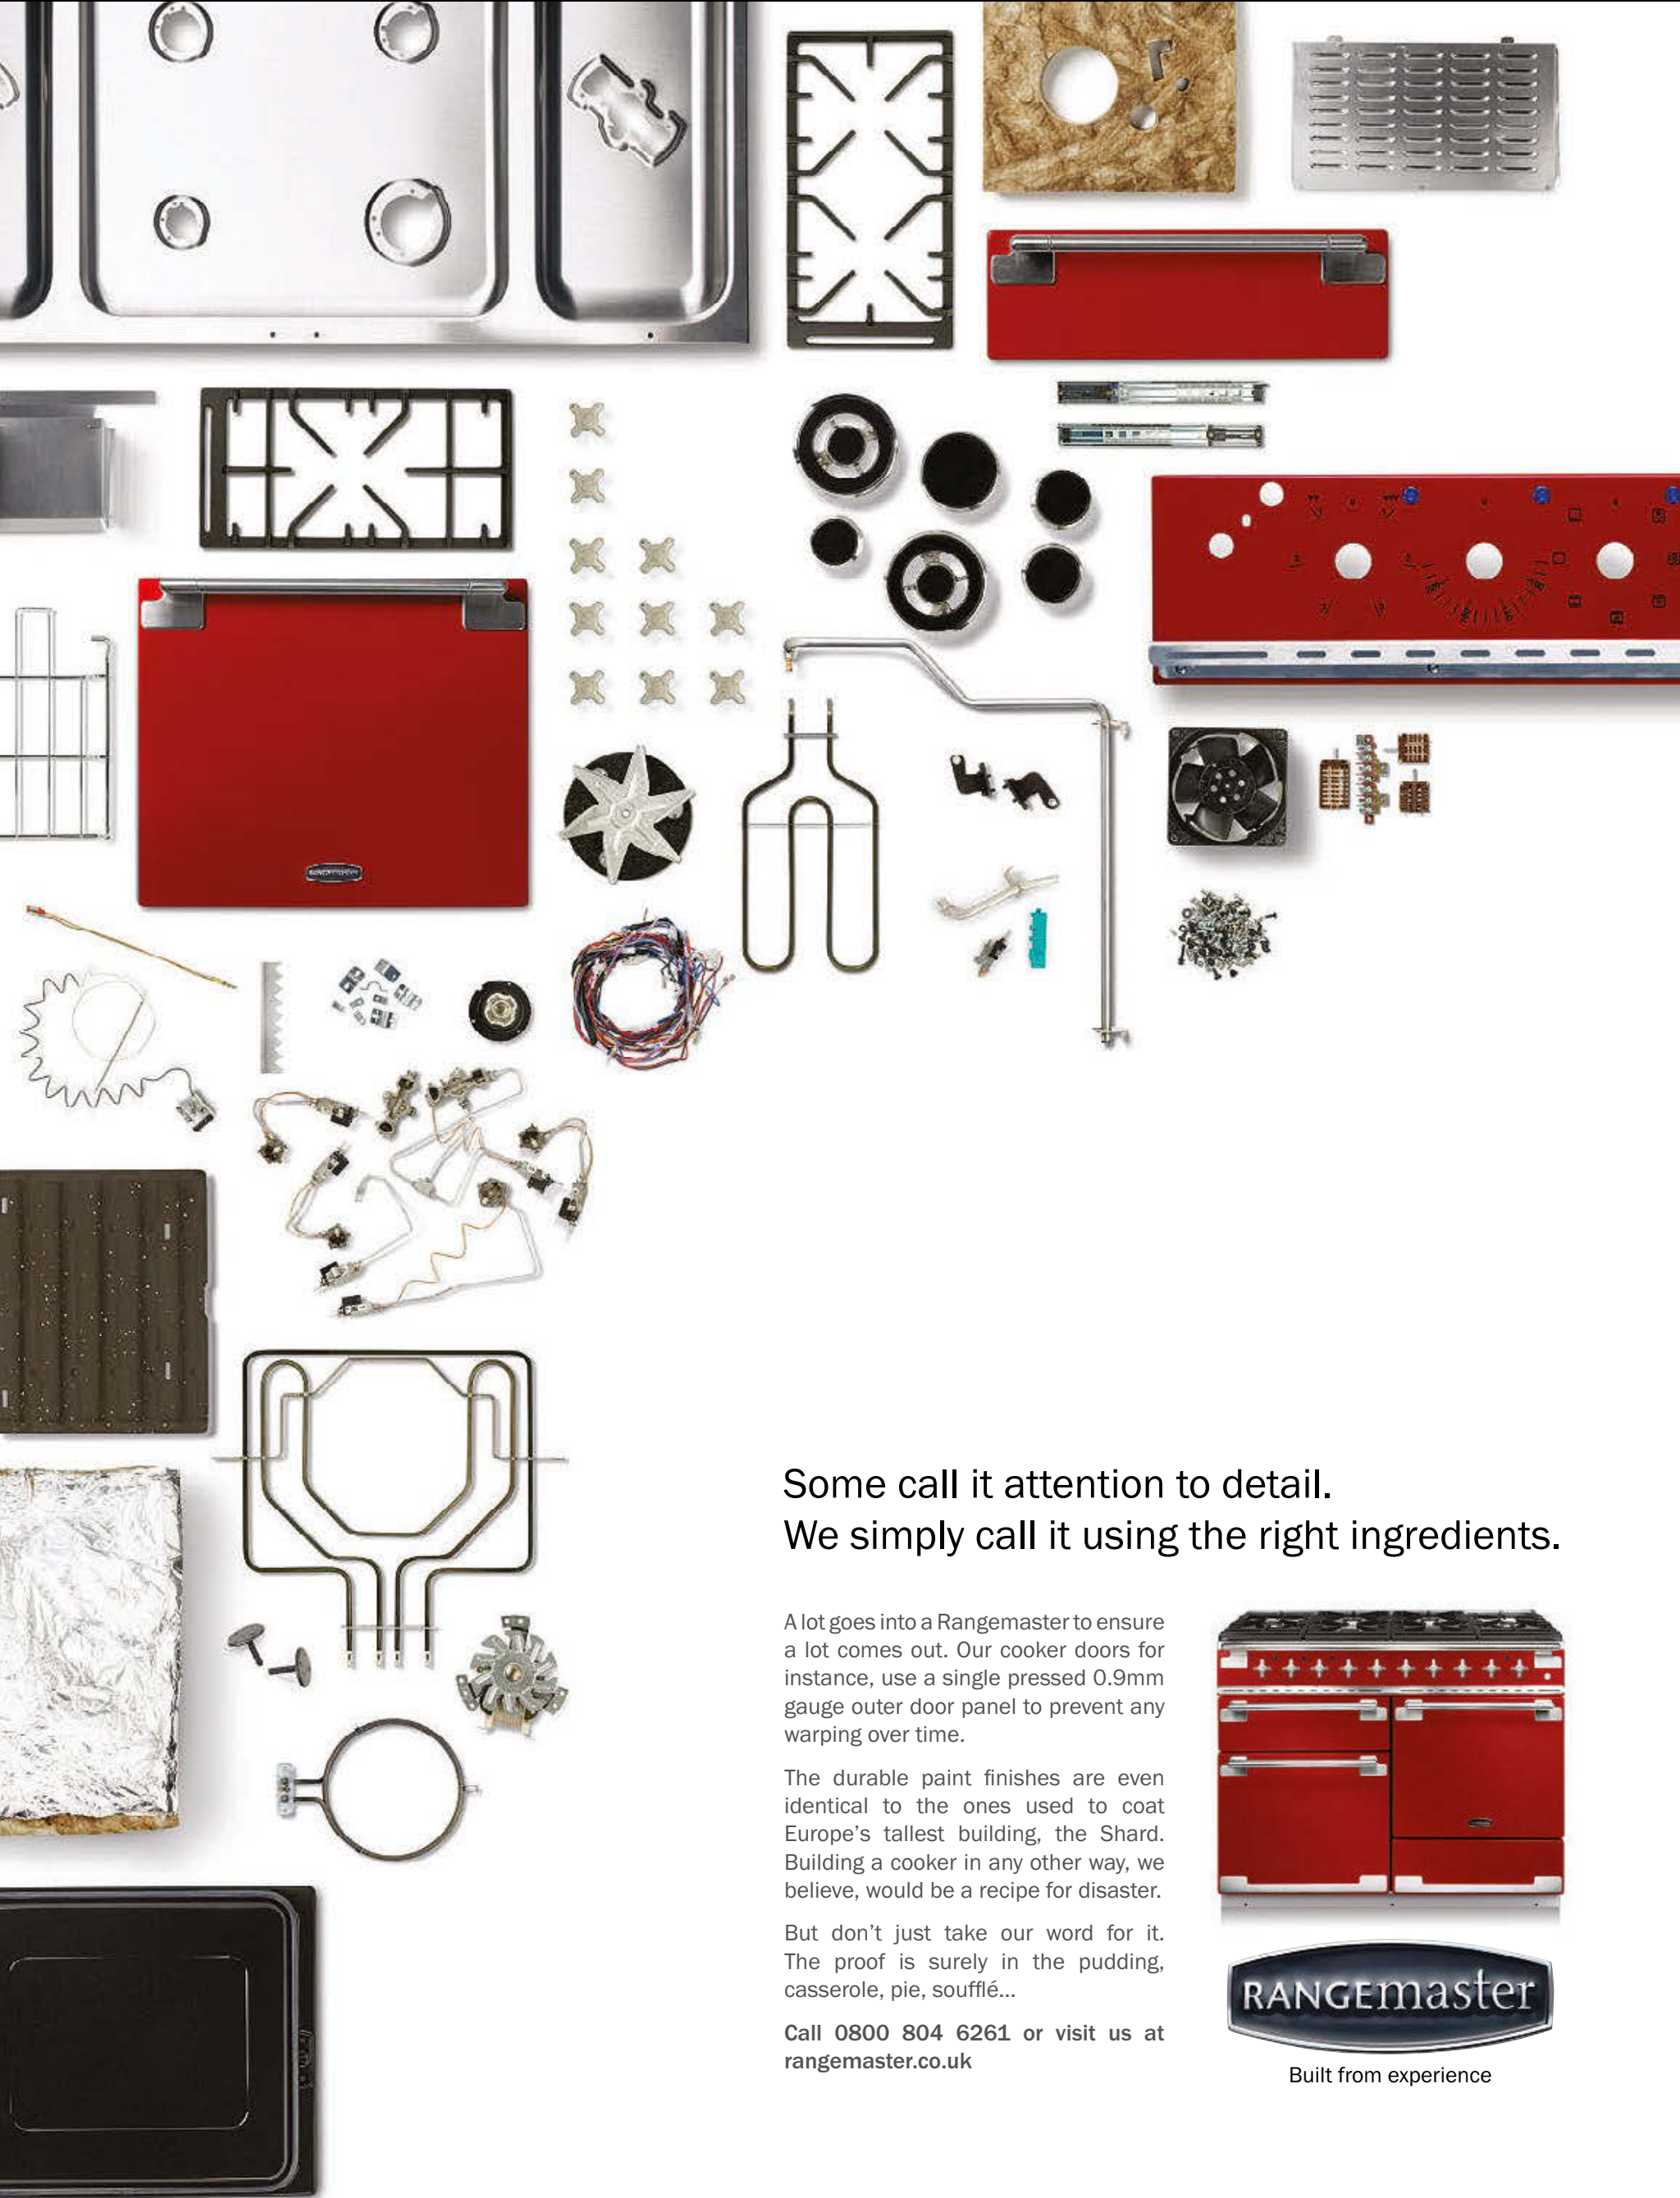 RANGEmaster
Some call it attention to detail.
We simply call it using the right ingredients.
A lot goes into a Rangemaster to ensure
a lot comes out. Our cooker doors for
instance, use a single pressed 0.9mm
gauge outer door panel to prevent any
warping over time.
The durable paint finishes are even
identical to the ones used to coat
Europe's tallest building, the Shard.
Building a cooker in any other way, we
believe, would be a recipe for disaster.
But don't just take our word for it.
The proof is surely in the pudding,
casserole, pie, soufflé...
Call 0800 804 6261 or visit us at
rangemaster.co.uk
RANGEmaster
Built from experience